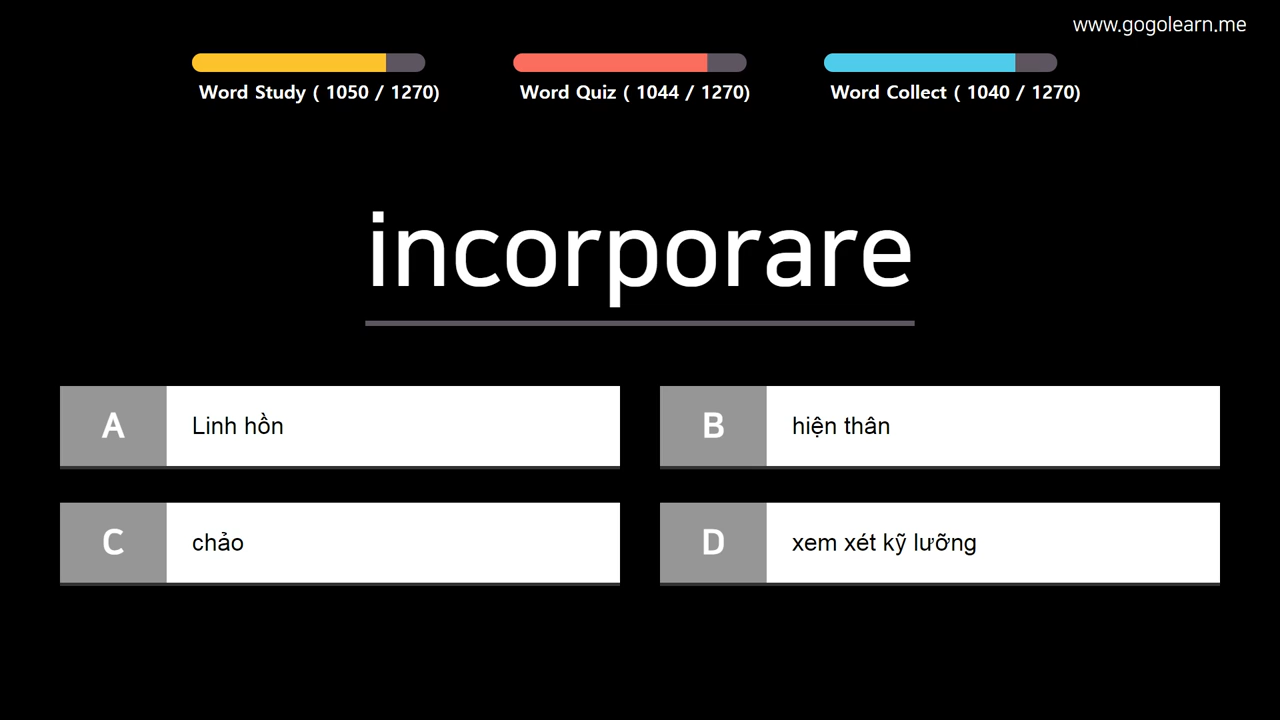 www.gogolearn.me
Word Study ( 1050 / 1270)
Word Quiz ( 1044 / 1270)
Word Collect ( 1040 / 1270)
incorporare
A Linh hồn
B hiện thân
C chảo
D xem xét kỹ lưỡng